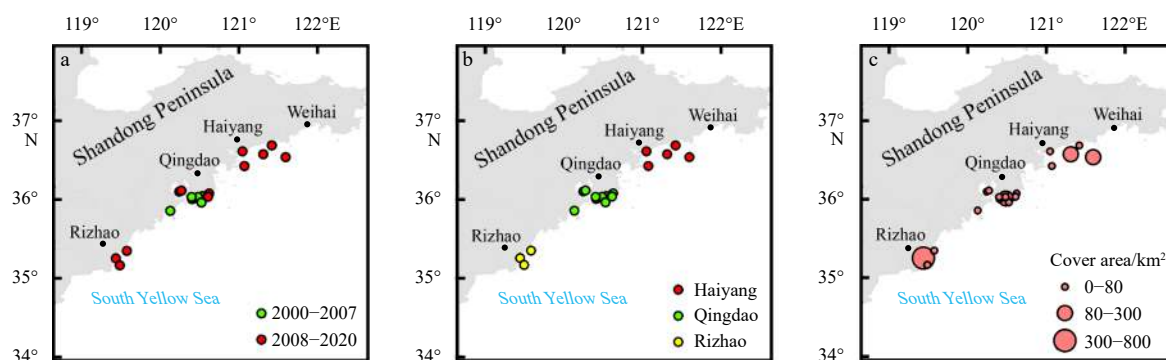 119° 120° 121° 122°E
119° 120° 121° 122°E
119° 120° 121° 122°E
a
Shandong Peninsula
Weihai
Haiyang
Qingdao
Rizhao
South Yellow Sea
2000−2007
2008−2020
37°
N
36°
35°
34°
b
Shandong Peninsula
Weihai
Haiyang
Qingdao
Rizhao
South Yellow Sea
Haiyang
Qingdao
Rizhao
37°
N
36°
35°
34°
c
Shandong Peninsula
Weihai
Haiyang
Qingdao
Rizhao
South Yellow Sea
Cover area/km²
0−80
80−300
300−800
37°
N
36°
35°
34°